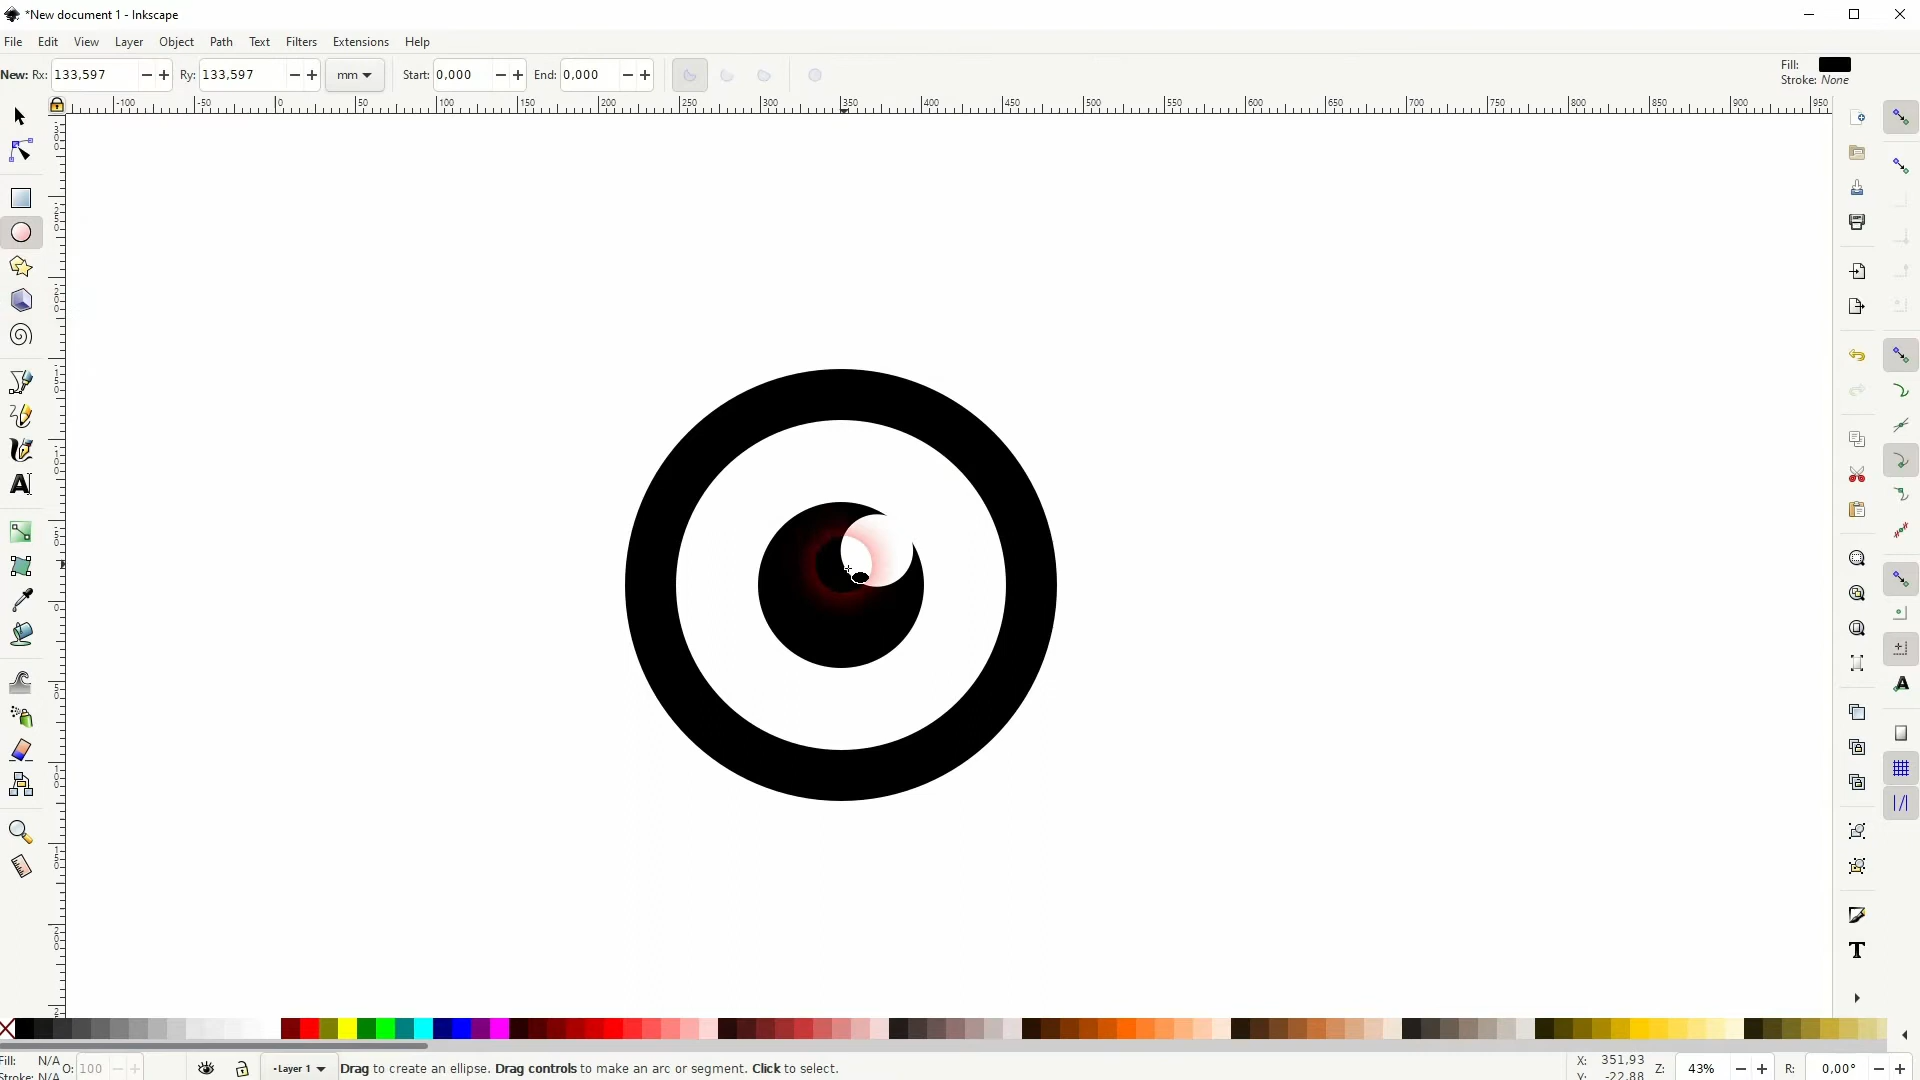 *New document 1 - Inkscape
File Edit View Layer Object Path Text Filters Extensions Help
New: Rx: 133,597 Ry: 133,597 mm Start: 0,000 End: 0,000
Fill:
Stroke: None
-100 -50 0 50 100 150 200 250 300 350 400 450 500 550 600 650 700 750 800 850 900 950
Fill: N/A
Stroke: N/A
O: 100
-Layer 1
Drag to create an ellipse. Drag controls to make an arc or segment. Click to select.
X: 351,93
Y: -22,88
Z: 43%
R: 0,00°